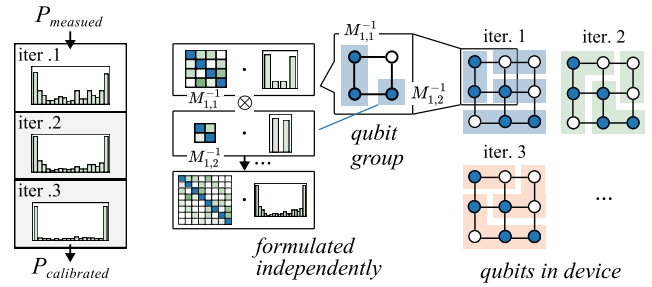 P_measued
iter .1
iter .2
iter .3
P_calibrated
M_{1,1}^{-1}
⊗
M_{1,2}^{-1}
...
formulated
independently
M_{1,1}^{-1}
M_{1,2}^{-1}
qubit
group
iter. 1
iter. 2
iter. 3
...
qubits in device